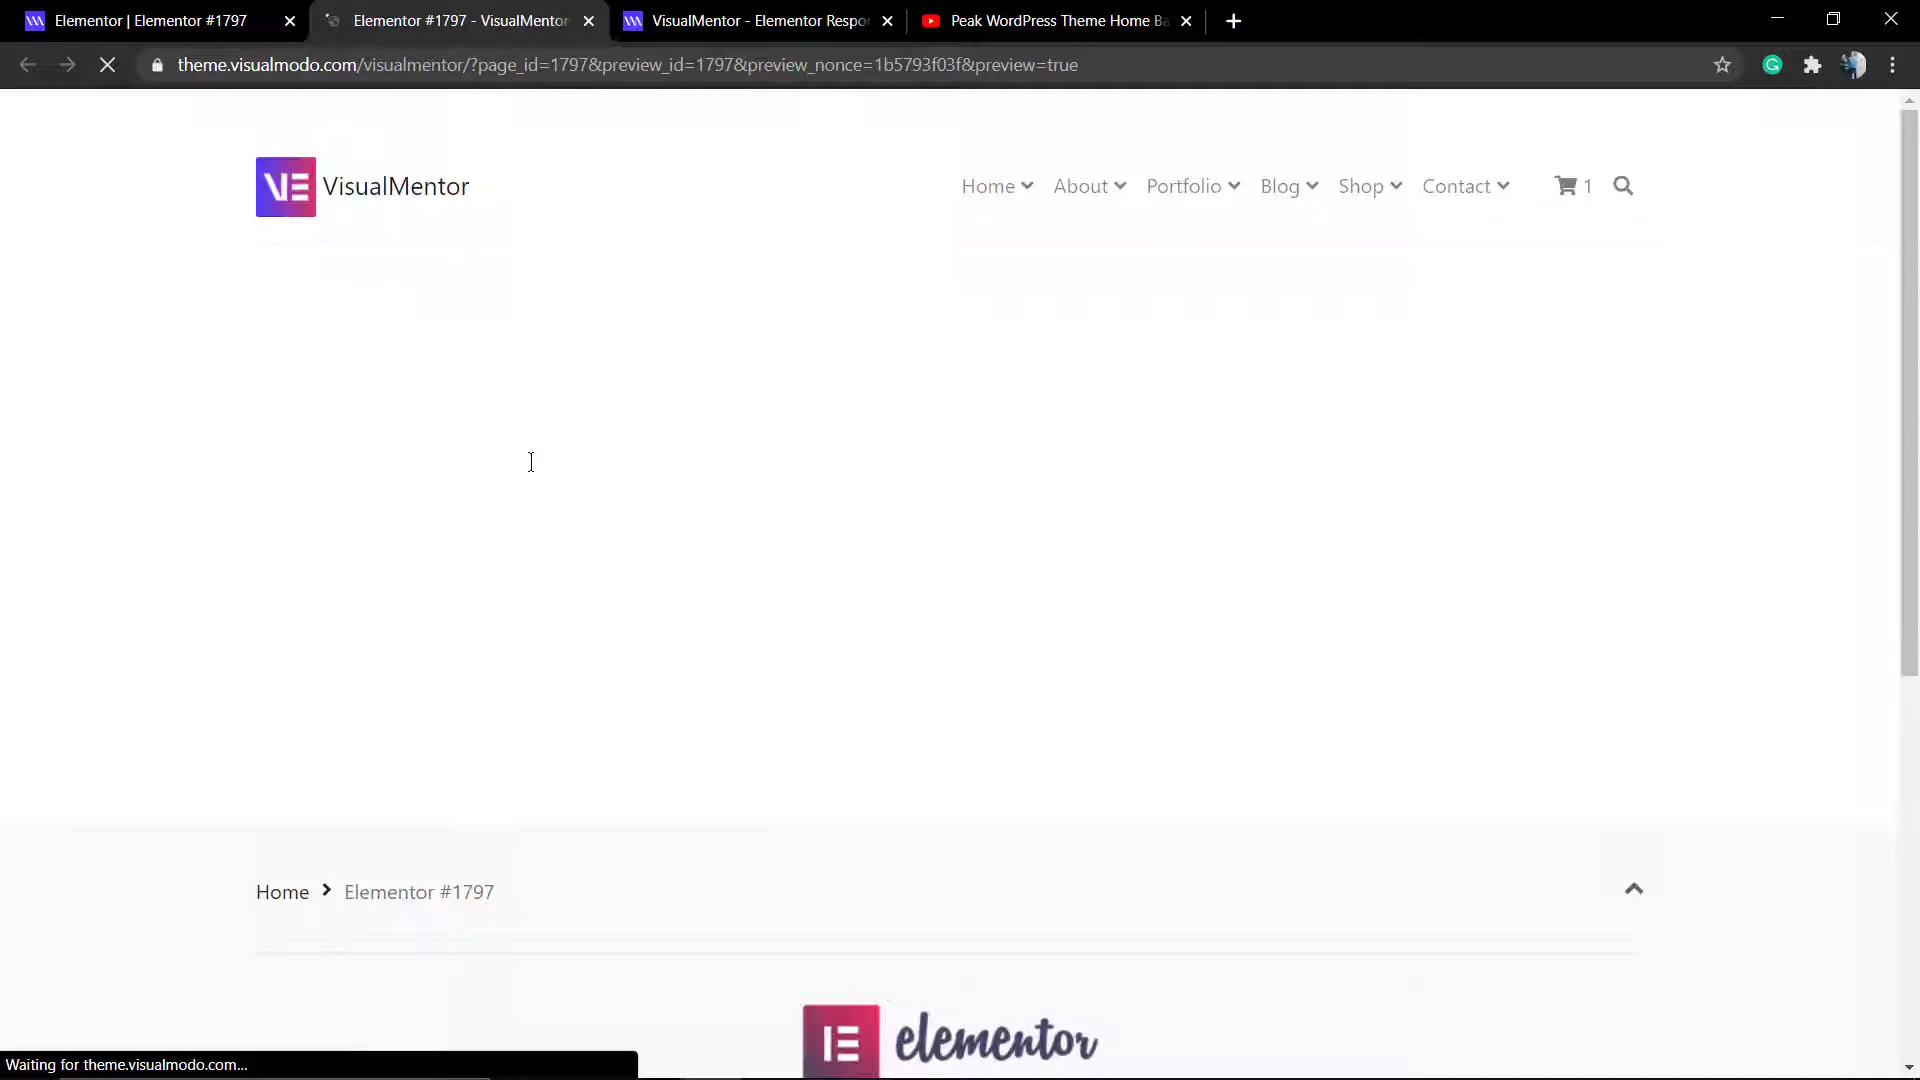 Elementor | Elementor #1797
Elementor #1797 - VisualMentor
VisualMentor - Elementor Respo
Peak WordPress Theme Home Ba
theme.visualmodo.com/visualmentor/?page_id=1797&preview_id=1797&preview_nonce=1b5793f03f&preview=true
VE VisualMentor
Home About Portfolio Blog Shop Contact 1
Home Elementor #1797
elementor
Waiting for theme.visualmodo.com...